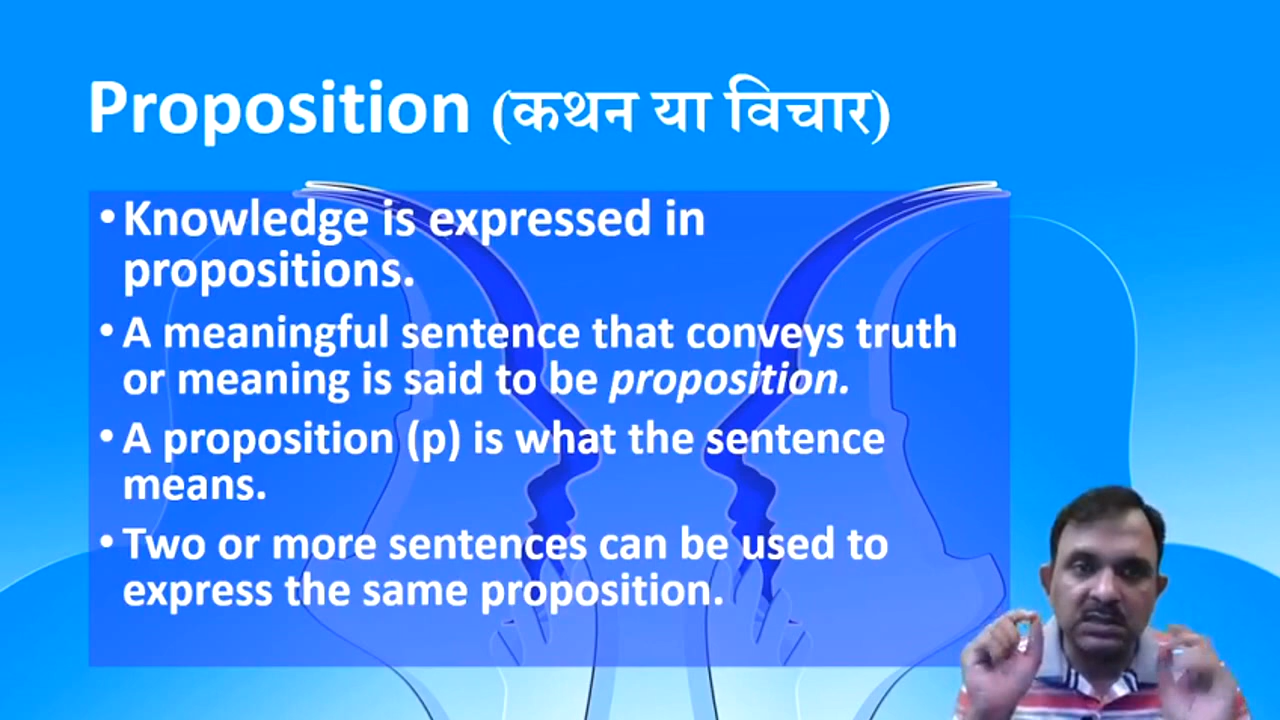 Proposition (कथन या विचार)
•Knowledge is expressed in
propositions.
•A meaningful sentence that conveys truth
or meaning is said to be proposition.
•A proposition (p) is what the sentence
means.
•Two or more sentences can be used to
express the same proposition.